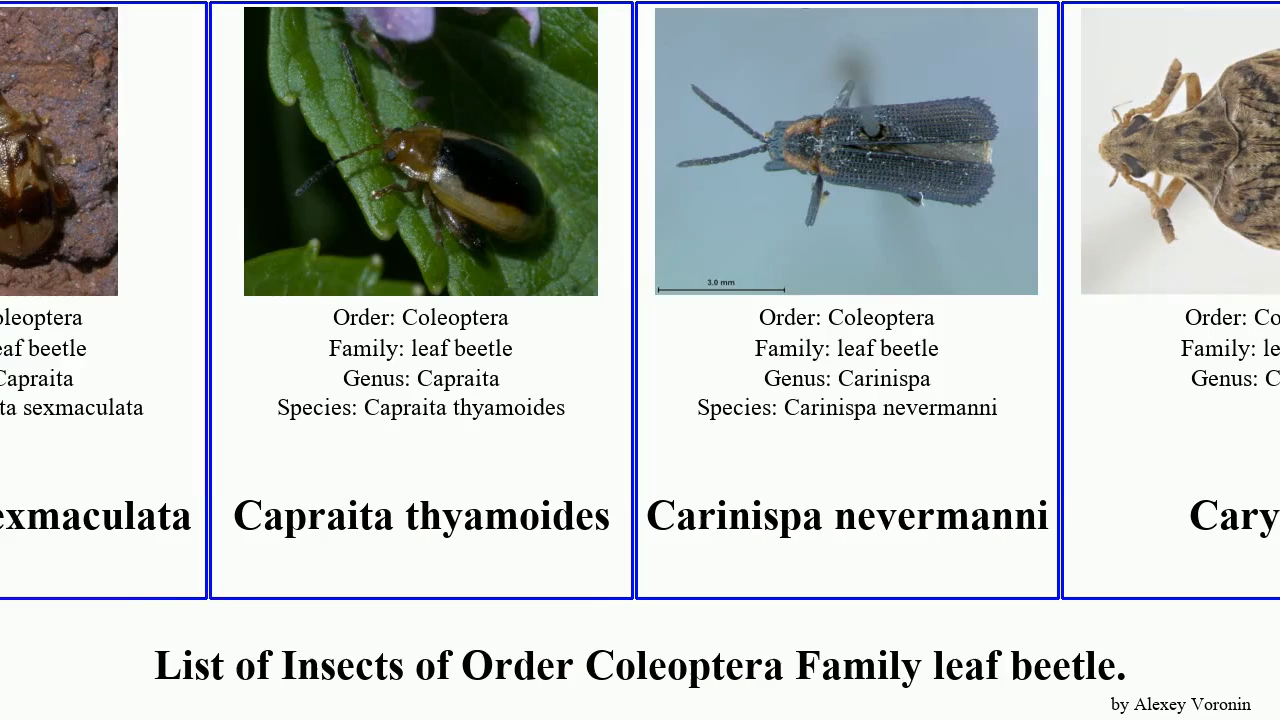 oleoptera
eaf beetle
Capraita
ta sexmaculata
exmaculata
Order: Coleoptera
Family: leaf beetle
Genus: Capraita
Species: Capraita thyamoides
Capraita thyamoides
3.0 mm
Order: Coleoptera
Family: leaf beetle
Genus: Carinispa
Species: Carinispa nevermanni
Carinispa nevermanni
Order: Co
Family: le
Genus: C
Cary
List of Insects of Order Coleoptera Family leaf beetle.
by Alexey Voronin